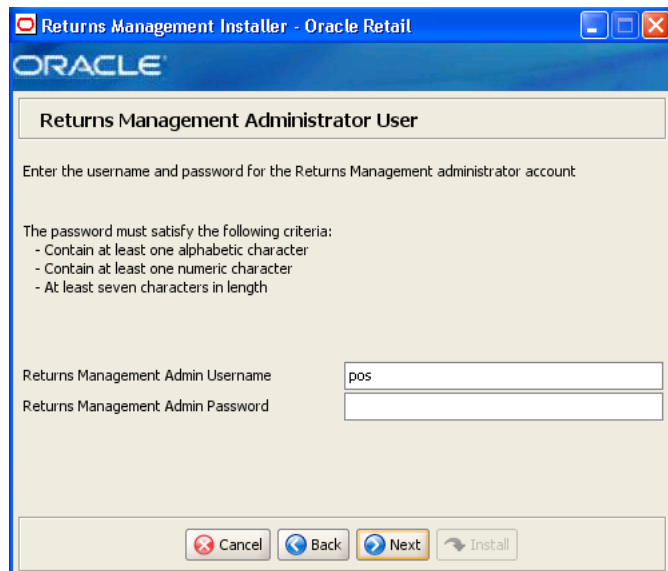 Returns Management Installer - Oracle Retail
ORACLE
Returns Management Administrator User
Enter the username and password for the Returns Management administrator account
The password must satisfy the following criteria:
- Contain at least one alphabetic character
- Contain at least one numeric character
- At least seven characters in length
Returns Management Admin Username pos
Returns Management Admin Password
Cancel Back Next Install